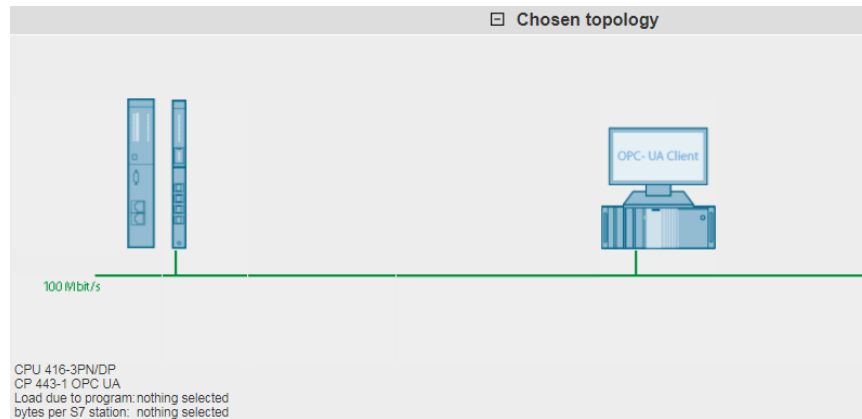 Chosen topology
OPC- UA Client
100 Mbit/s
CPU 416-3PN/DP
CP 443-1 OPC UA
Load due to program: nothing selected
bytes per S7 station: nothing selected